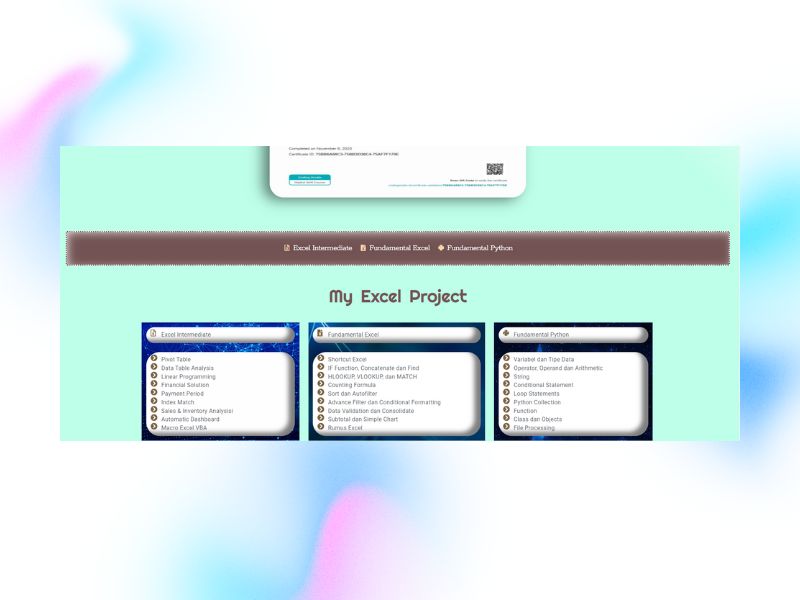 Completed on November 6, 2023
Certificate ID:
Excel Intermediate Fundamental Excel Fundamental Python
My Excel Project
Excel Intermediate
Pivot Table
Data Table Analysis
Linear Programming
Financial Solution
Payment Period
Index Match
Sales & Inventory Analysisi
Automatic Dashboard
Macro Excel VBA
Fundamental Excel
Shortcut Excel
IF Function, Concatenate dan Find
HLOOKUP, VLOOKUP, dan MATCH
Counting Formula
Sort dan Autofilter
Advance Filter dan Conditional Formatting
Data Validation dan Consolidate
Subtotal dan Simple Chart
Rumus Excel
Fundamental Python
Variabel dan Tipe Data
Operator, Operand dan Arithmetic
String
Conditional Statement
Loop Statements
Python Collection
Function
Class dan Objects
File Processing